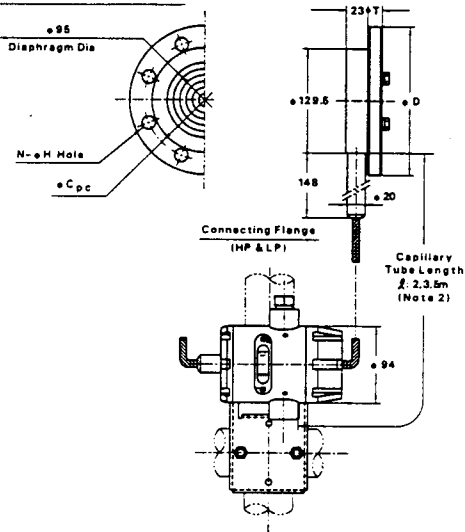 23+T
ø95
Diaphragm Dia
ø129.5
øD
N-øH Hole
øCpc
148
ø20
Connecting Flange
(HP & LP)
Capillary
Tube Length
ℓ: 2,3,5m
(Note 2)
ø94